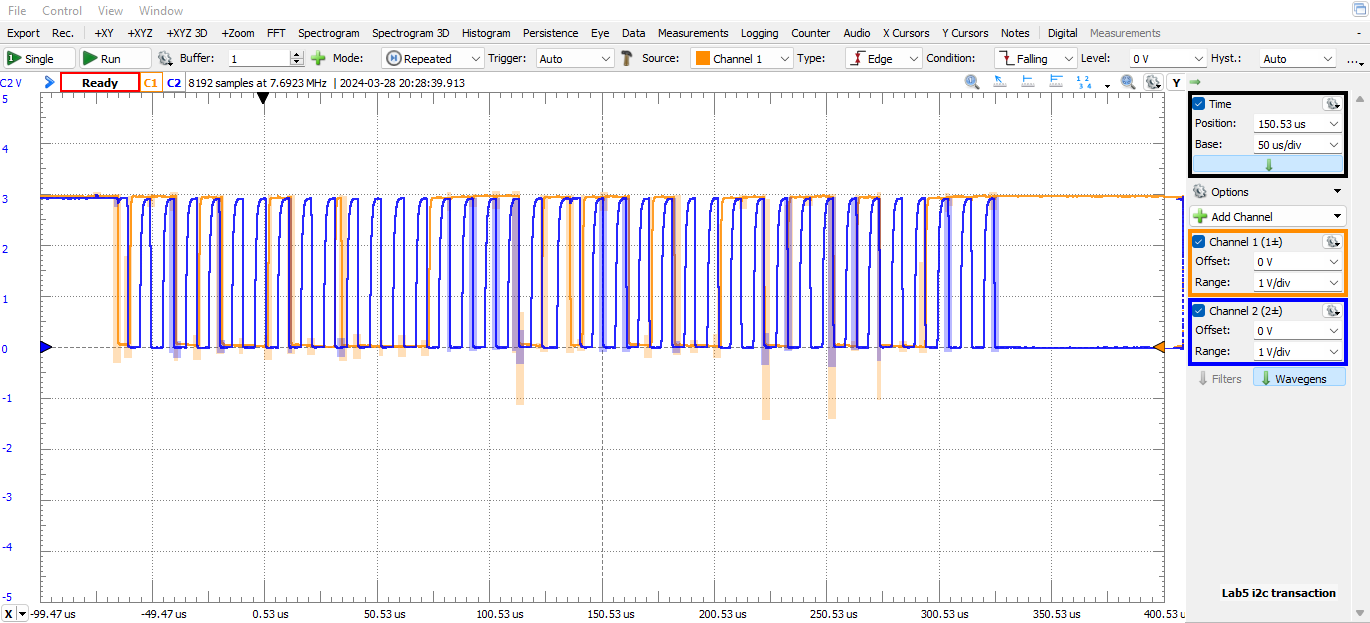 File Control View Window
Export Rec. +XY +XYZ +XYZ 3D +Zoom FFT Spectrogram Spectrogram 3D Histogram Persistence Eye Data Measurements Logging Counter Audio X Cursors Y Cursors Notes Digital Measurements
1 Single Run Buffer: 1 Mode: Repeated Trigger: Auto Source: Channel 1 Type: Edge Condition: Falling Level: 0 V Hyst.: Auto ...
C2 V Ready C1 C2 8192 samples at 7.6923 MHz | 2024-03-28 20:28:39.913 1 2 3 4 Y
5
4
3
2
1
0
-1
-2
-3
-4
-5
X -99.47 us -49.47 us 0.53 us 50.53 us 100.53 us 150.53 us 200.53 us 250.53 us 300.53 us 350.53 us 400.53 u
Time
Position: 150.53 us
Base: 50 us/div
Options
Add Channel
Channel 1 (1±)
Offset: 0 V
Range: 1 V/div
Channel 2 (2±)
Offset: 0 V
Range: 1 V/div
Filters Wavegens
Lab5 i2c transaction